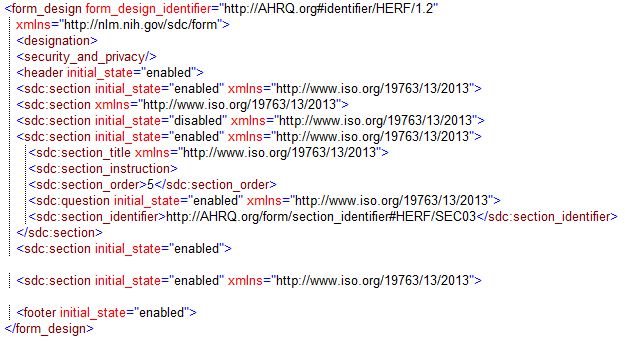 <form_design form_design_identifier="http://AHRQ.org#identifier/HERF/1.2"
xmlns="http://nlm.nih.gov/sdc/form">
<designation>
<security_and_privacy/>
<header initial_state="enabled">
<sdc:section initial_state="enabled" xmlns="http://www.iso.org/19763/13/2013">
<sdc:section xmlns="http://www.iso.org/19763/13/2013">
<sdc:section initial_state="disabled" xmlns="http://www.iso.org/19763/13/2013">
<sdc:section initial_state="enabled" xmlns="http://www.iso.org/19763/13/2013">
<sdc:section_title xmlns="http://www.iso.org/19763/13/2013">
<sdc:section_instruction>
<sdc:section_order>5</sdc:section_order>
<sdc:question initial_state="enabled" xmlns="http://www.iso.org/19763/13/2013">
<sdc:section_identifier>http://AHRQ.org/form/section_identifier#HERF/SEC03</sdc:section_identifier>
</sdc:section>
<sdc:section initial_state="enabled">
<sdc:section initial_state="enabled" xmlns="http://www.iso.org/19763/13/2013">
<footer initial_state="enabled">
</form_design>